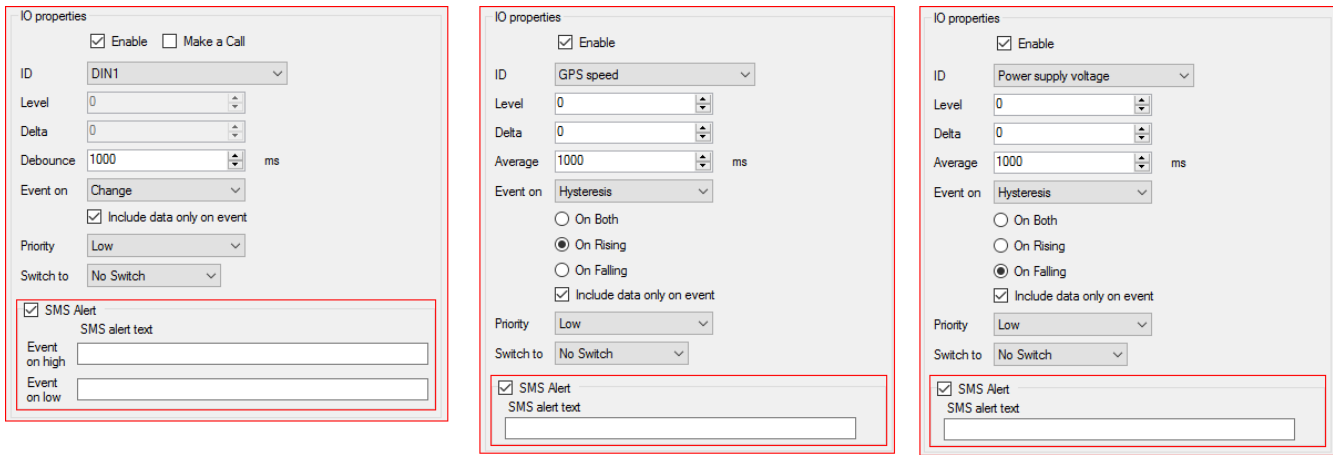 IO properties
Enable Make a Call
ID DIN1
Level 0
Delta 0
Debounce 1000 ms
Event on Change
Include data only on event
Priority Low
Switch to No Switch
SMS Alert
SMS alert text
Event
on high
Event
on low
IO properties
Enable
ID GPS speed
Level 0
Delta 0
Average 1000 ms
Event on Hysteresis
On Both
On Rising
On Falling
Include data only on event
Priority Low
Switch to No Switch
SMS Alert
SMS alert text
IO properties
Enable
ID Power supply voltage
Level 0
Delta 0
Average 1000 ms
Event on Hysteresis
On Both
On Rising
On Falling
Include data only on event
Priority Low
Switch to No Switch
SMS Alert
SMS alert text